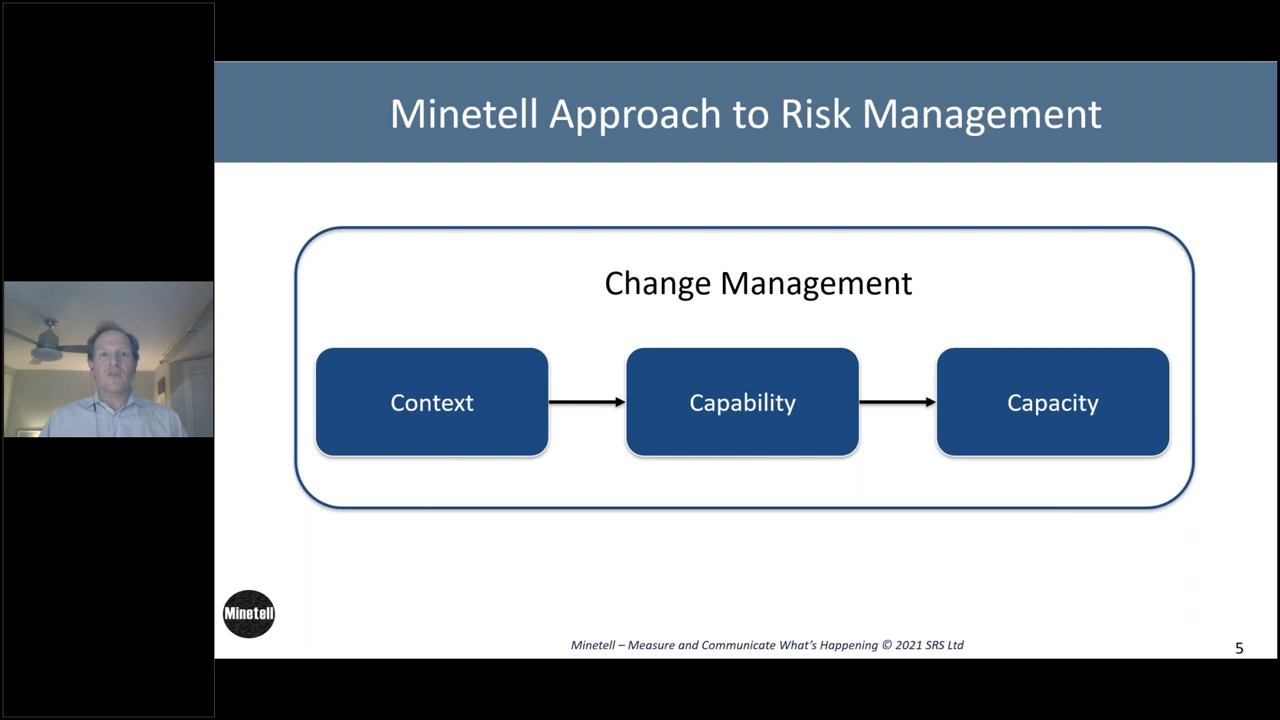 Minetell Approach to Risk Management
Change Management
Context
Capability
Capacity
Minetell
Minetell – Measure and Communicate What's Happening © 2021 SRS Ltd
5